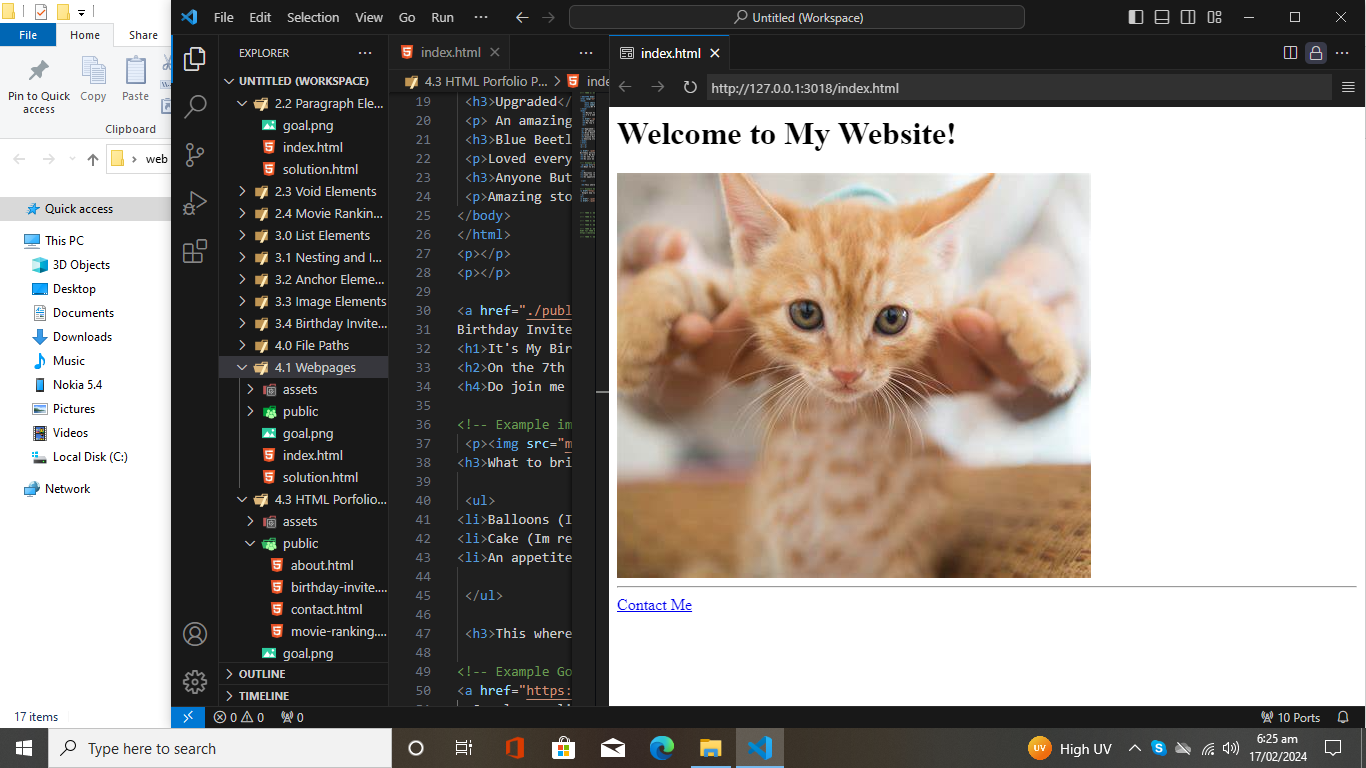 File
Home
Share
Pin to Quick access
Copy
Paste
Clipboard
web
Quick access
This PC
3D Objects
Desktop
Documents
Downloads
Music
Nokia 5.4
Pictures
Videos
Local Disk (C:)
Network
17 items
File Edit Selection View Go Run ···
Untitled (Workspace)
EXPLORER ···
UNTITLED (WORKSPACE)
2.2 Paragraph Ele...
goal.png
index.html
solution.html
2.3 Void Elements
2.4 Movie Rankin...
3.0 List Elements
3.1 Nesting and I...
3.2 Anchor Eleme...
3.3 Image Elements
3.4 Birthday Invite...
4.0 File Paths
4.1 Webpages
assets
public
goal.png
index.html
solution.html
4.3 HTML Porfolio...
assets
public
about.html
birthday-invite....
contact.html
movie-ranking....
goal.png
OUTLINE
TIMELINE
index.html
4.3 HTML Porfolio P... > inde
19 <h3>Upgraded</
20 <p> An amazing
21 <h3>Blue Beetl
22 <p>Loved every
23 <h3>Anyone But
24 <p>Amazing sto
25 </body>
26 </html>
27 <p></p>
28 <p></p>
29
30 <a href="./publ
31 Birthday Invite
32 <h1>It's My Bir
33 <h2>On the 7th
34 <h4>Do join me
35
36 <!-- Example im
37 <p><img src="m
38 <h3>What to bri
39
40 <ul>
41 <li>Balloons (I
42 <li>Cake (Im re
43 <li>An appetite
44
45 </ul>
46
47 <h3>This where
48
49 <!-- Example Go
50 <a href="https:
index.html
http://127.0.0.1:3018/index.html
Welcome to My Website!
Contact Me
0 0 0
10 Ports
Type here to search
UV High UV
6:25 am
17/02/2024